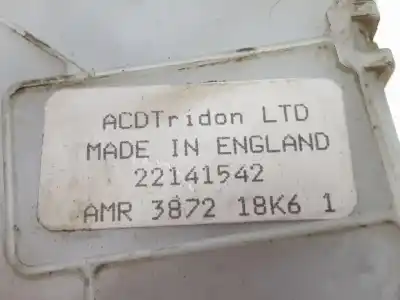 ACDTridon LTD
MADE IN ENGLAND
22141542
AMR 3872 18K6 1